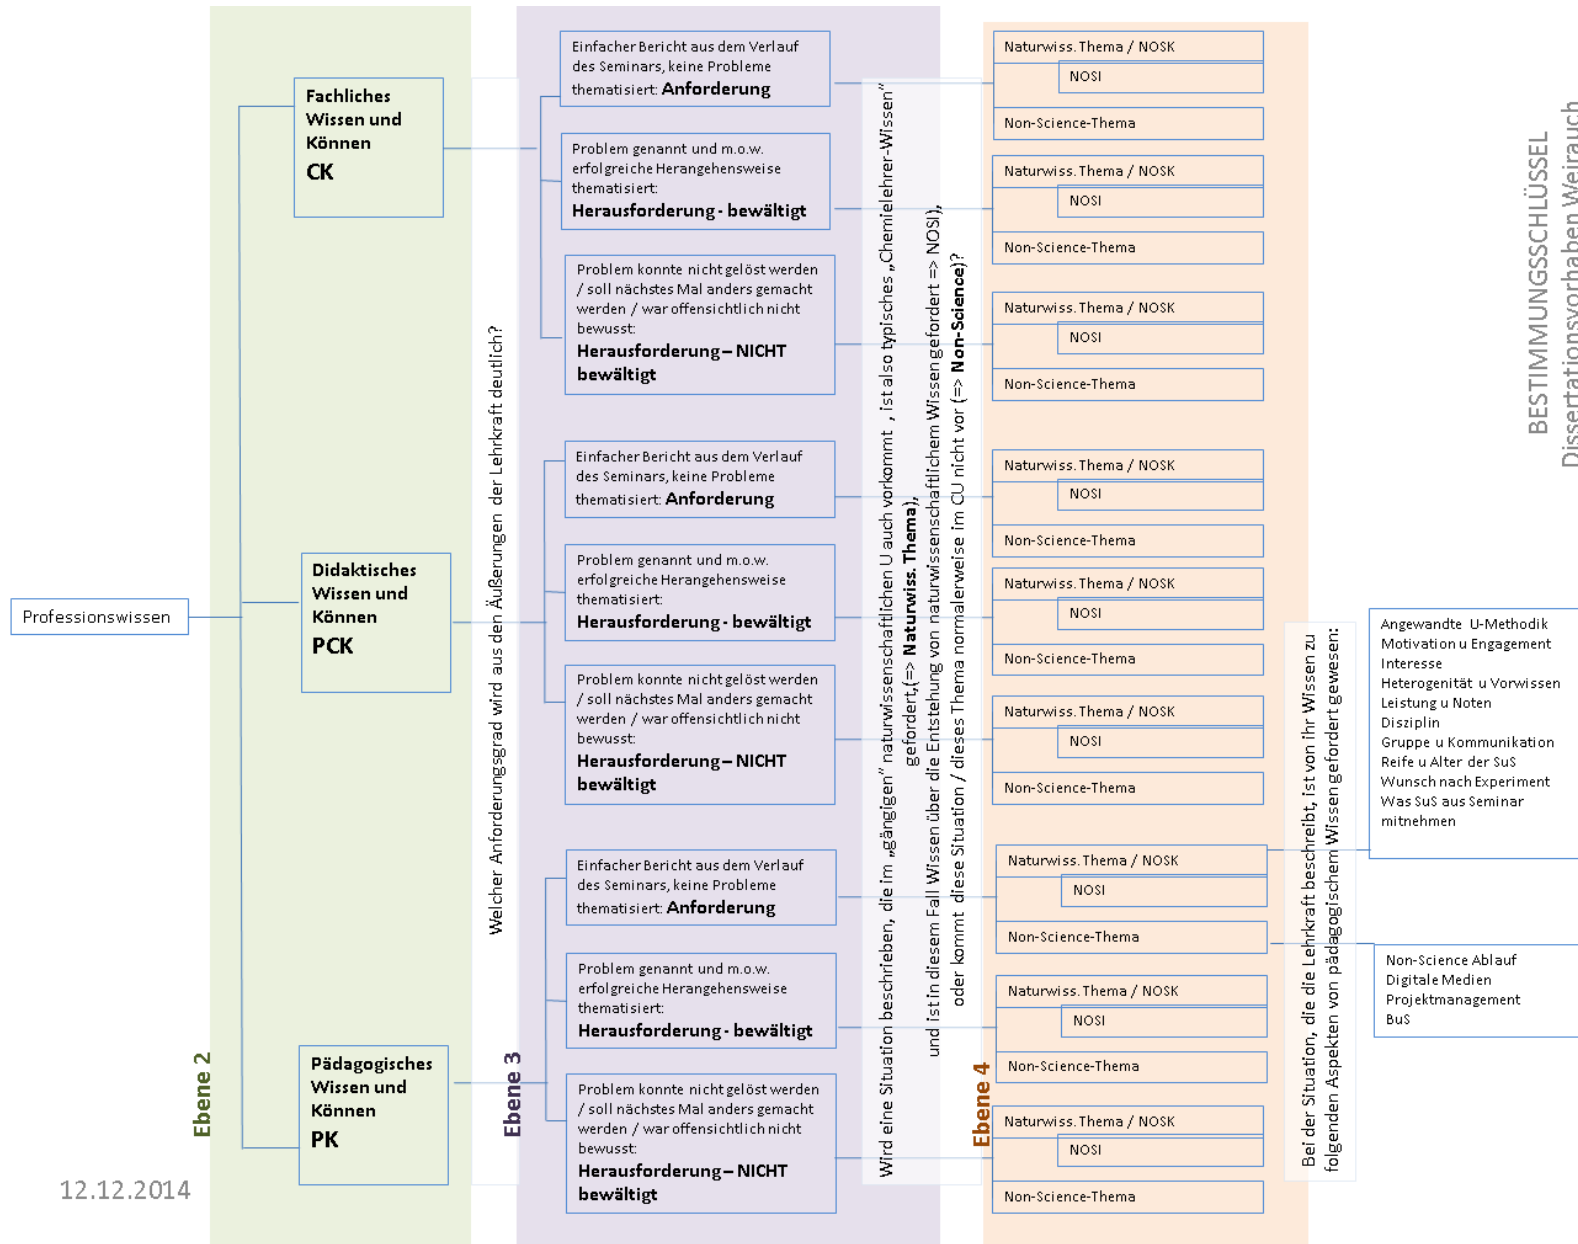 Professionswissen
Ebene 2
Fachliches
Wissen und
Können
CK
Didaktisches
Wissen und
Können
PCK
Pädagogisches
Wissen und
Können
PK
Welcher Anforderungsgrad wird aus den Äußerungen der Lehrkraft deutlich?
Ebene 3
Einfacher Bericht aus dem Verlauf
des Seminars, keine Probleme
thematisiert: Anforderung
Problem genannt und m.o.w.
erfolgreiche Herangehensweise
thematisiert:
Herausforderung - bewältigt
Problem konnte nicht gelöst werden
/ soll nächstes Mal anders gemacht
werden / war offensichtlich nicht
bewusst:
Herausforderung – NICHT
bewältigt
Einfacher Bericht aus dem Verlauf
des Seminars, keine Probleme
thematisiert: Anforderung
Problem genannt und m.o.w.
erfolgreiche Herangehensweise
thematisiert:
Herausforderung - bewältigt
Problem konnte nicht gelöst werden
/ soll nächstes Mal anders gemacht
werden / war offensichtlich nicht
bewusst:
Herausforderung – NICHT
bewältigt
Einfacher Bericht aus dem Verlauf
des Seminars, keine Probleme
thematisiert: Anforderung
Problem genannt und m.o.w.
erfolgreiche Herangehensweise
thematisiert:
Herausforderung - bewältigt
Problem konnte nicht gelöst werden
/ soll nächstes Mal anders gemacht
werden / war offensichtlich nicht
bewusst:
Herausforderung – NICHT
bewältigt
Wird eine Situation beschrieben, die im „gängigen“ naturwissenschaftlichen U auch vorkommt , ist also typisches „Chemielehrer-Wissen“
gefordert,(=> Naturwiss. Thema),
und ist in diesem Fall Wissen über die Entstehung von naturwissenschaftlichem Wissen gefordert => NOSI),
oder kommt diese Situation / dieses Thema normalerweise im CU nicht vor (=> Non-Science)?
Ebene 4
Naturwiss. Thema / NOSK
NOSI
Non-Science-Thema
Naturwiss. Thema / NOSK
NOSI
Non-Science-Thema
Naturwiss. Thema / NOSK
NOSI
Non-Science-Thema
Naturwiss. Thema / NOSK
NOSI
Non-Science-Thema
Naturwiss. Thema / NOSK
NOSI
Non-Science-Thema
Naturwiss. Thema / NOSK
NOSI
Non-Science-Thema
Naturwiss. Thema / NOSK
NOSI
Non-Science-Thema
Naturwiss. Thema / NOSK
NOSI
Non-Science-Thema
Naturwiss. Thema / NOSK
NOSI
Non-Science-Thema
Bei der Situation, die die Lehrkraft beschreibt, ist von ihr Wissen zu
folgenden Aspekten von pädagogischem Wissen gefordert gewesen:
Angewandte U-Methodik
Motivation u Engagement
Interesse
Heterogenität u Vorwissen
Leistung u Noten
Disziplin
Gruppe u Kommunikation
Reife u Alter der SuS
Wunsch nach Experiment
Was SuS aus Seminar
mitnehmen
Non-Science Ablauf
Digitale Medien
Projektmanagement
BuS
BESTIMMUNGSSCHLÜSSEL
Dissertationsvorhaben Weirauch
12.12.2014